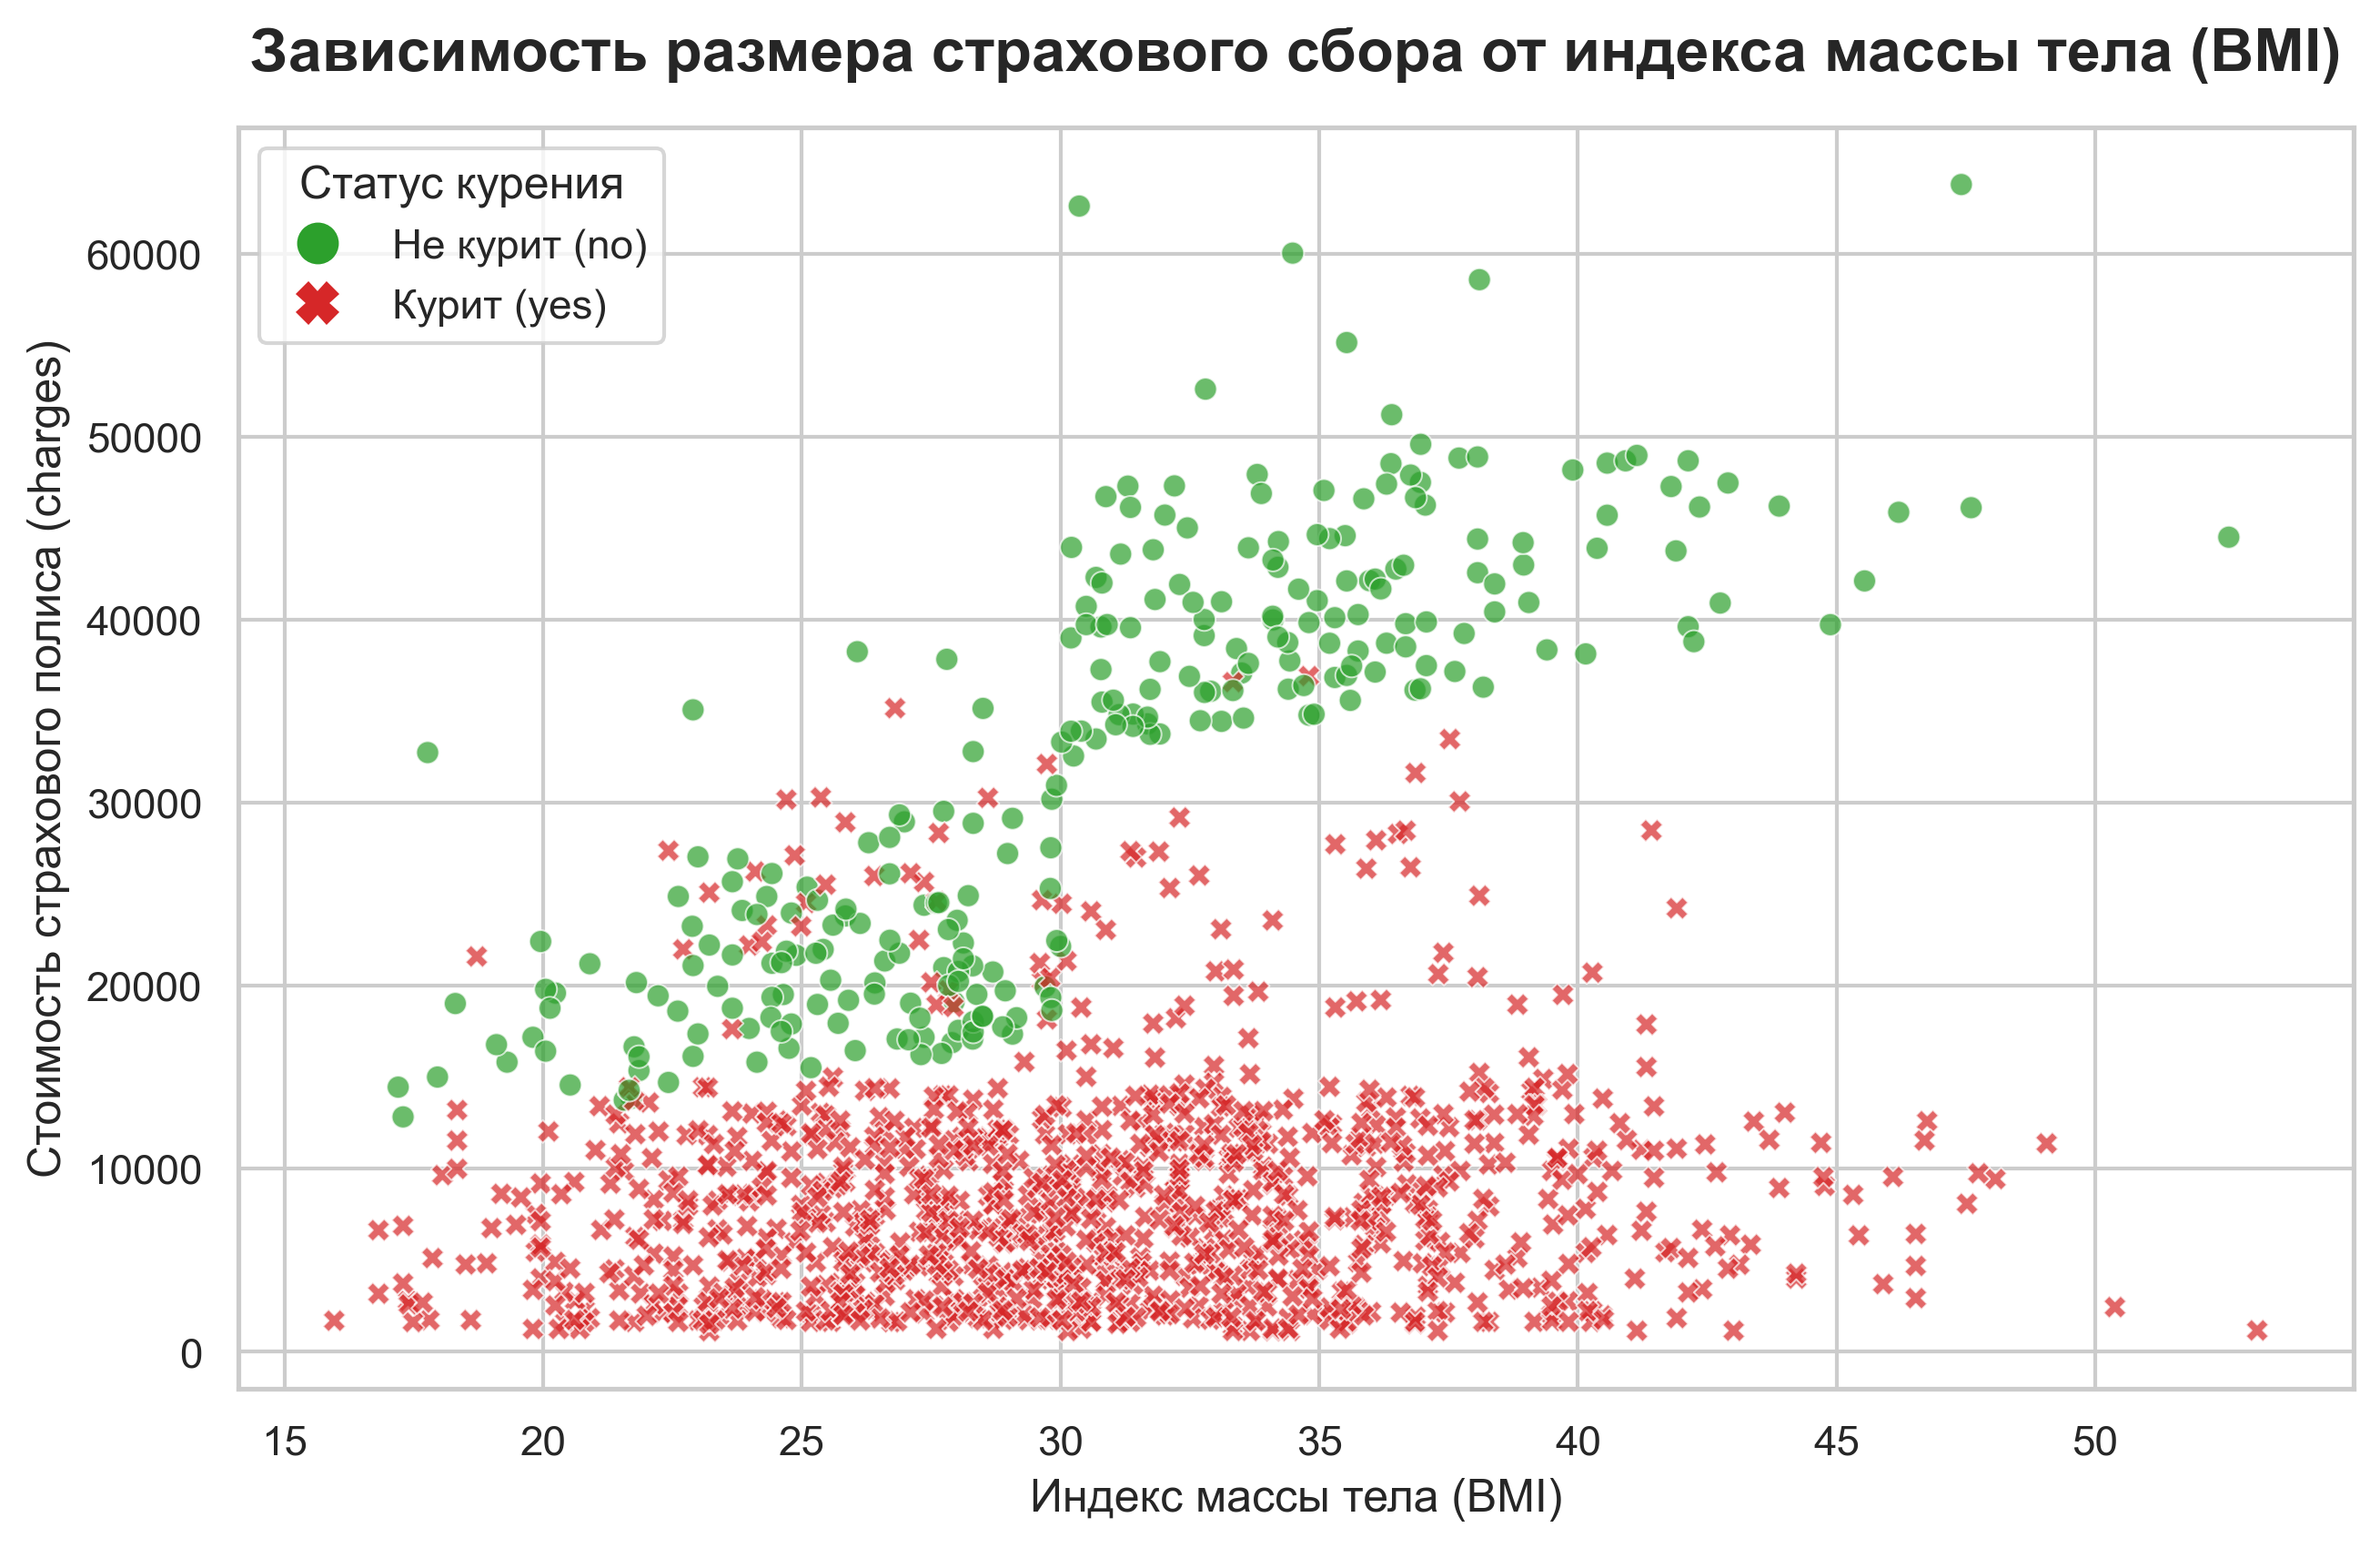 Зависимость размера страхового сбора от индекса массы тела (BMI)
Статус курения
Не курит (no)
Курит (yes)
Стоимость страхового полиса (charges)
60000
50000
40000
30000
20000
10000
0
15 20 25 30 35 40 45 50
Индекс массы тела (BMI)